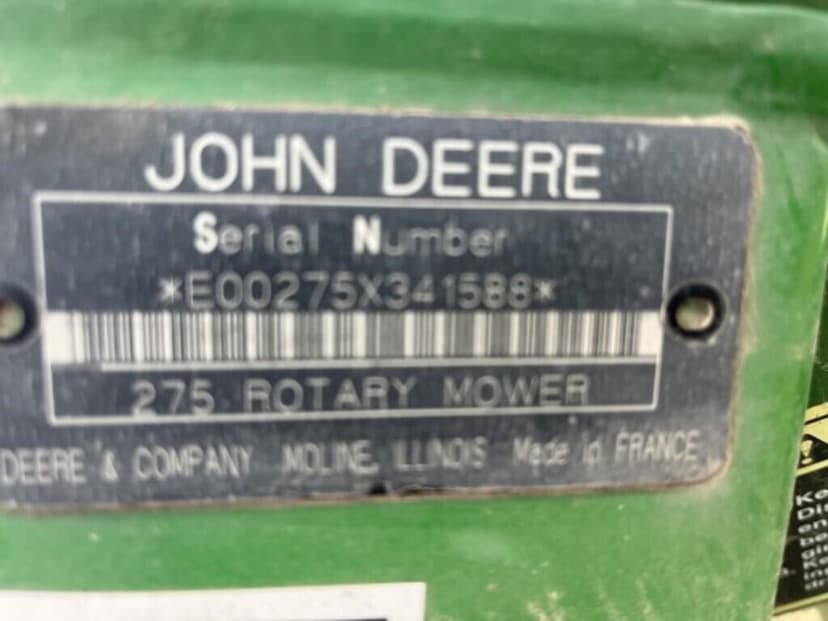 JOHN DEERE
Serial Number
*E00275X341588*
275 ROTARY MOWER
DEERE & COMPANY MOLINE, ILLINOIS Made in FRANCE